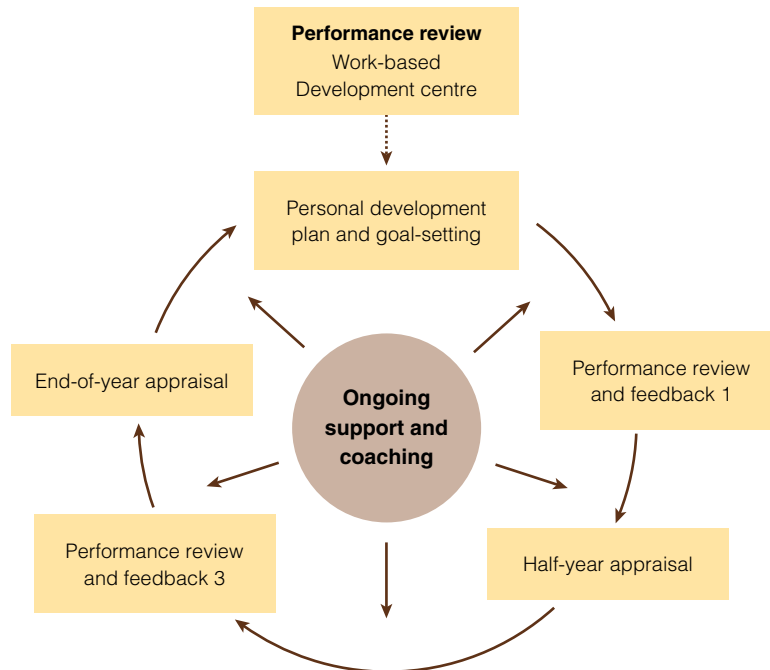 Performance review
Work-based
Development centre
Personal development
plan and goal-setting
End-of-year appraisal
Performance review
and feedback 1
Ongoing
support and
coaching
Performance review
and feedback 3
Half-year appraisal